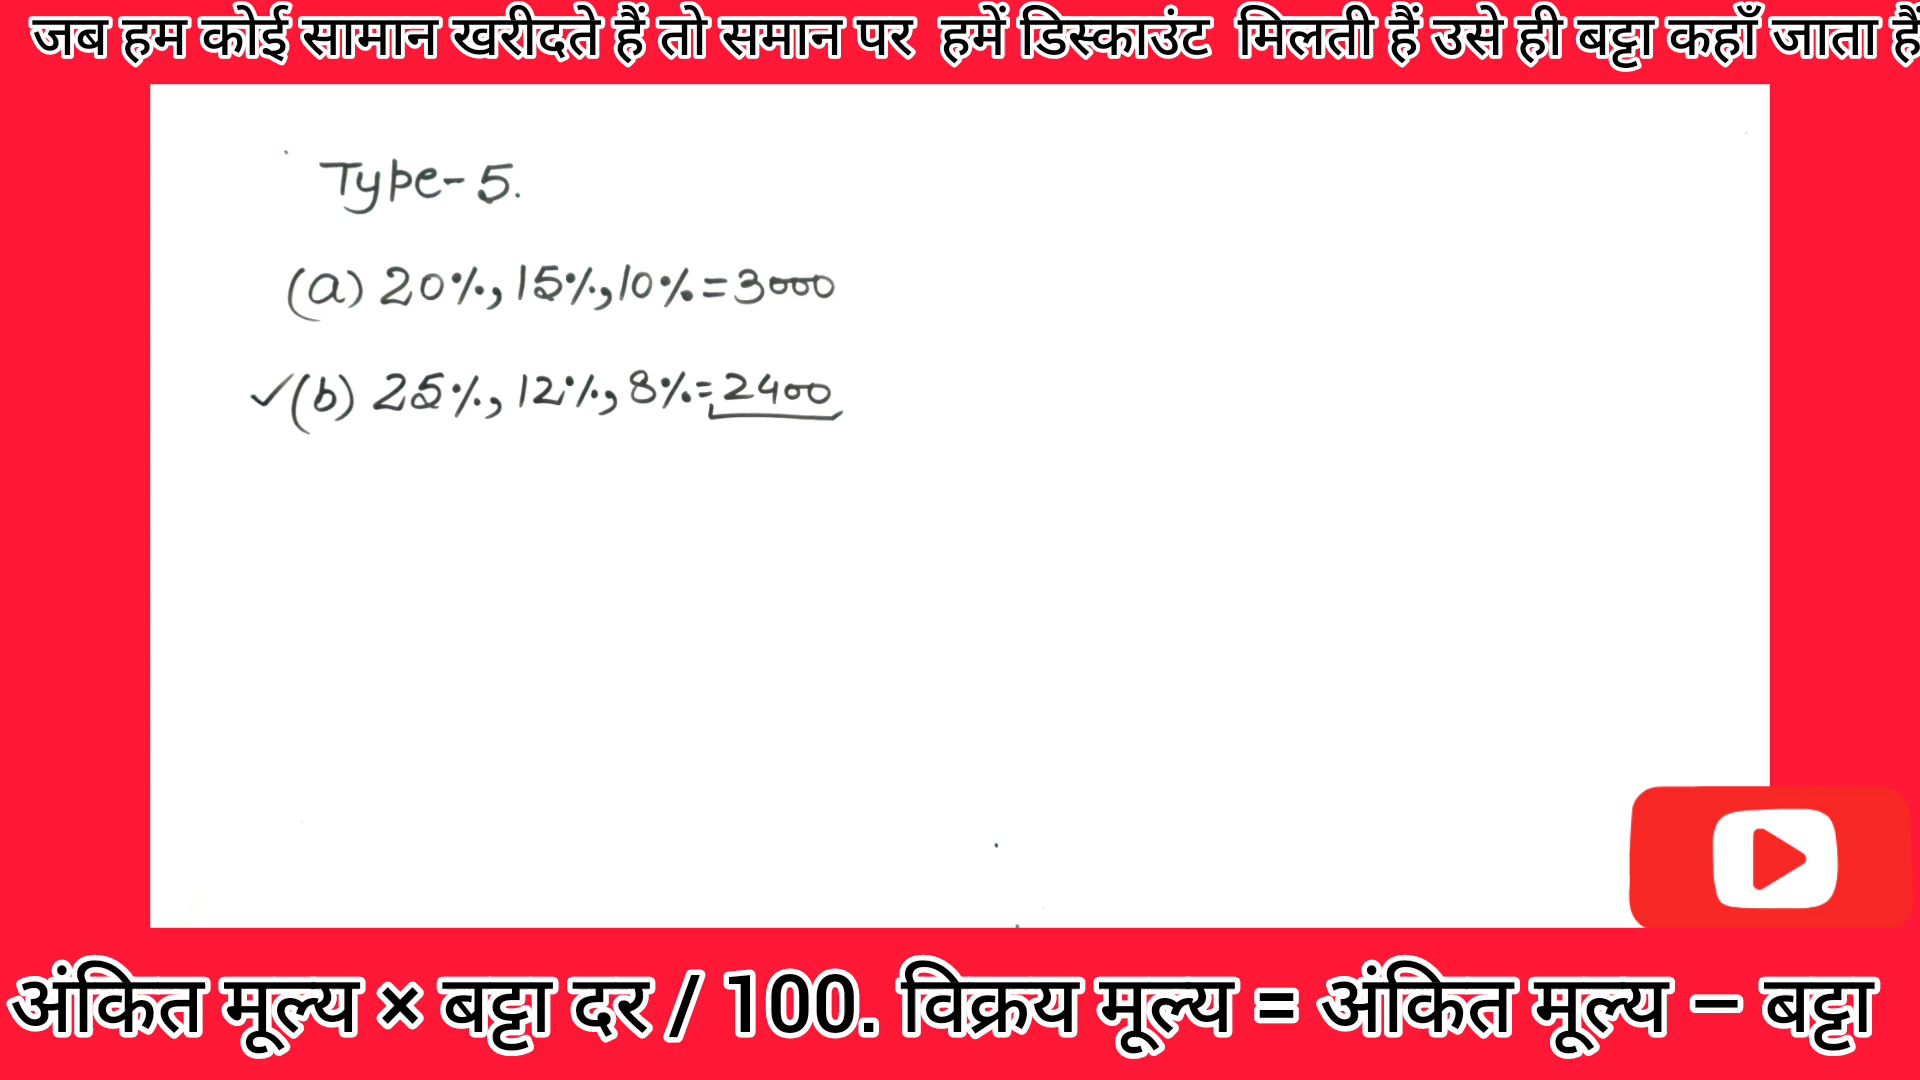 जब हम कोई सामान खरीदते हैं तो समान पर हमें डिस्काउंट मिलती हैं उसे ही बट्टा कहाँ जाता हैं
Type-5.
(a) 20%, 15%, 10% = 3000
✓(b) 25%, 12%, 8% = 2400
अंकित मूल्य × बट्टा दर / 100. विक्रय मूल्य = अंकित मूल्य − बट्टा